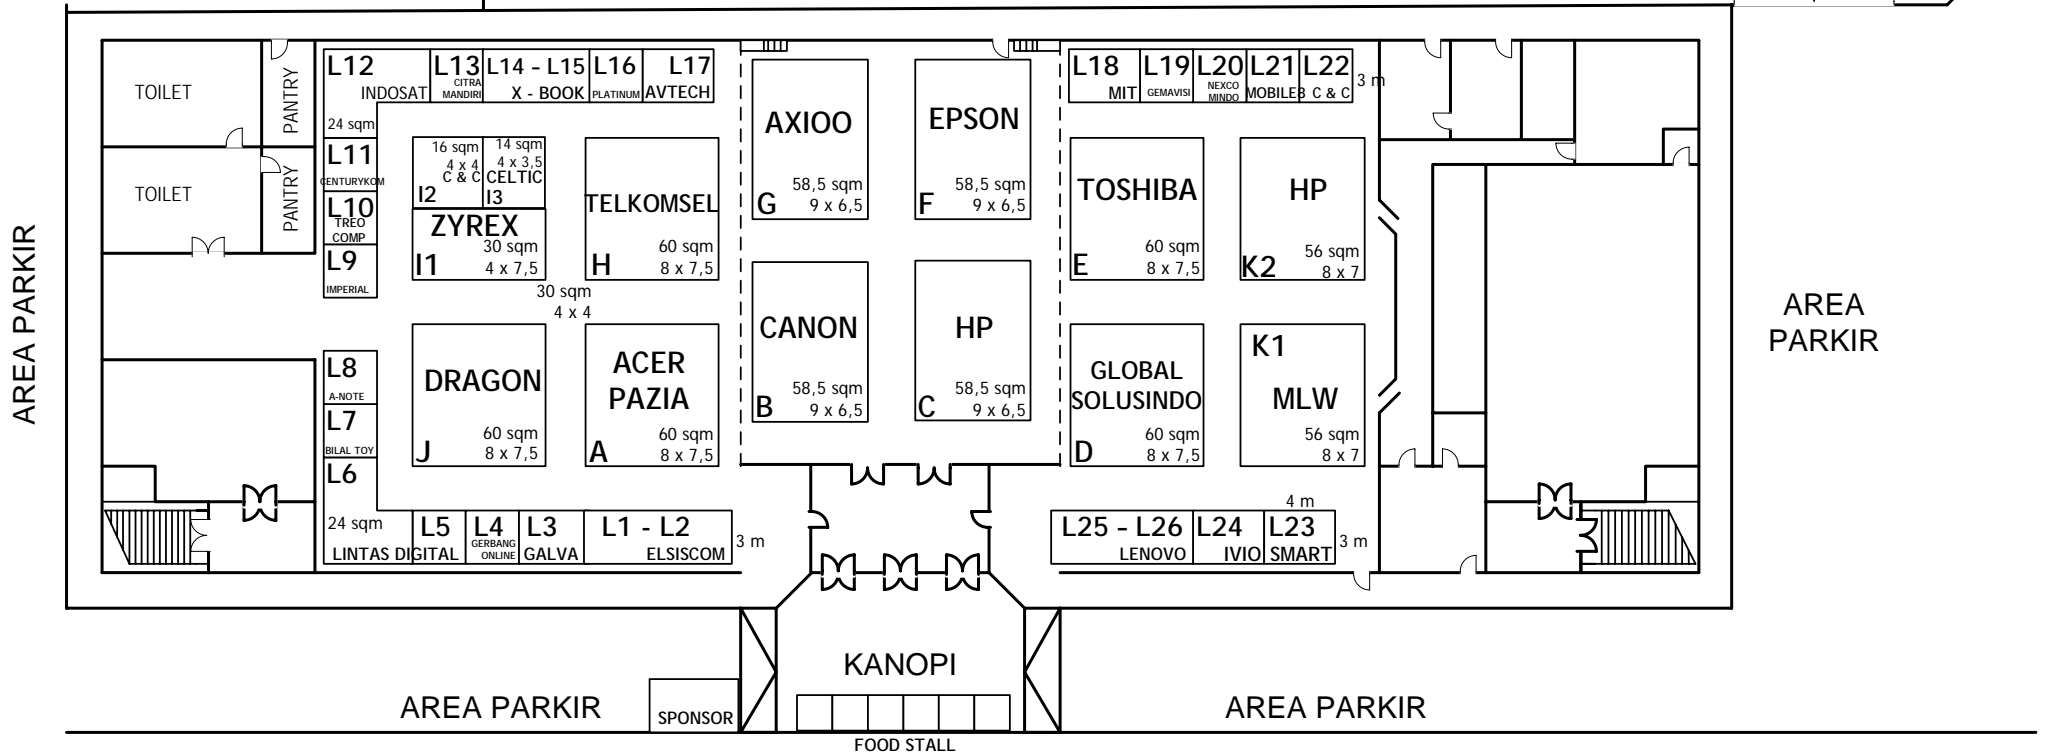 TOILET
PANTRY
TOILET
PANTRY
AREA PARKIR
L12
INDOSAT
24 sqm
L13
CITRA
MANDIRI
L14 - L15
X - BOOK
L16
PLATINUM
L17
AVTECH
L11
CENTURYKOM
L10
TREO
COMP
L9
IMPERIAL
16 sqm
4 x 4
C & C
I2
14 sqm
4 x 3,5
CELTIC
I3
ZYREX
30 sqm
I1
4 x 7,5
TELKOMSEL
60 sqm
H
8 x 7,5
30 sqm
4 x 4
AXIOO
58,5 sqm
G
9 x 6,5
EPSON
58,5 sqm
F
9 x 6,5
L18
MIT
L19
GEMAVISI
L20
NEXCO
MINDO
L21
MOBILE8
L22
C & C
3 m
TOSHIBA
60 sqm
E
8 x 7,5
HP
56 sqm
K2
8 x 7
L8
A-NOTE
L7
BILAL TOY
L6
24 sqm
LINTAS DIGITAL
DRAGON
60 sqm
J
8 x 7,5
ACER
PAZIA
60 sqm
A
8 x 7,5
CANON
58,5 sqm
B
9 x 6,5
HP
58,5 sqm
C
9 x 6,5
GLOBAL
SOLUSINDO
60 sqm
D
8 x 7,5
K1
MLW
56 sqm
8 x 7
AREA
PARKIR
L5
L4
GERBANG
ONLINE
L3
GALVA
L1 - L2
ELSISCOM
3 m
L25 - L26
LENOVO
L24
IVIO
4 m
L23
SMART
3 m
KANOPI
AREA PARKIR
SPONSOR
AREA PARKIR
FOOD STALL